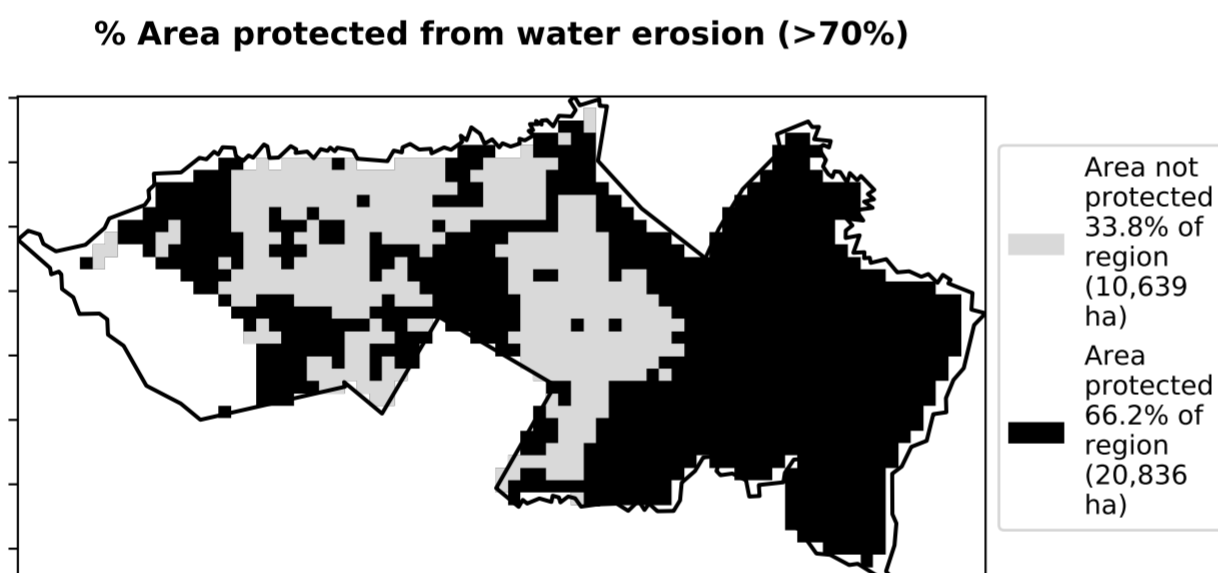 % Area protected from water erosion (>70%)
Area not
protected
33.8% of
region
(10,639
ha)
Area
protected
66.2% of
region
(20,836
ha)